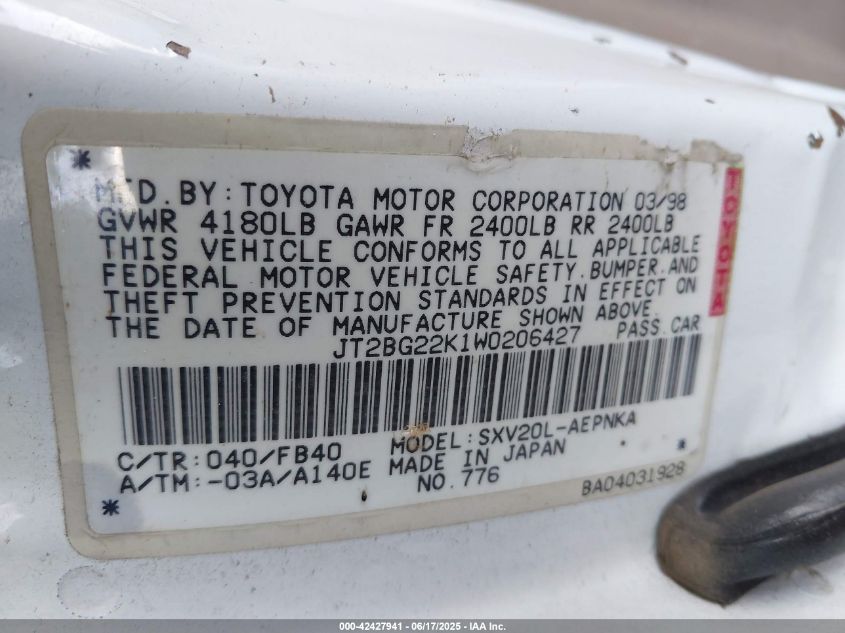 MFD.BY: TOYOTA MOTOR CORPORATION 03/98
GVWR 4180LB GAWR FR 2400LB RR 2400LB
THIS VEHICLE CONFORMS TO ALL APPLICABLE
FEDERAL MOTOR VEHICLE SAFETY, BUMPER, AND
THEFT PREVENTION STANDARDS IN EFFECT ON
THE DATE OF MANUFACTURE SHOWN ABOVE.
JT2BG22K1W0206427 PASS.CAR
TOYOTA
C/TR: 040/FB40 MODEL: SXV20L-AEPNKA
A/TM: -03A/A140E MADE IN JAPAN
NO. 776 BA04031928
000-42427941 - 06/17/2025 - IAA Inc.